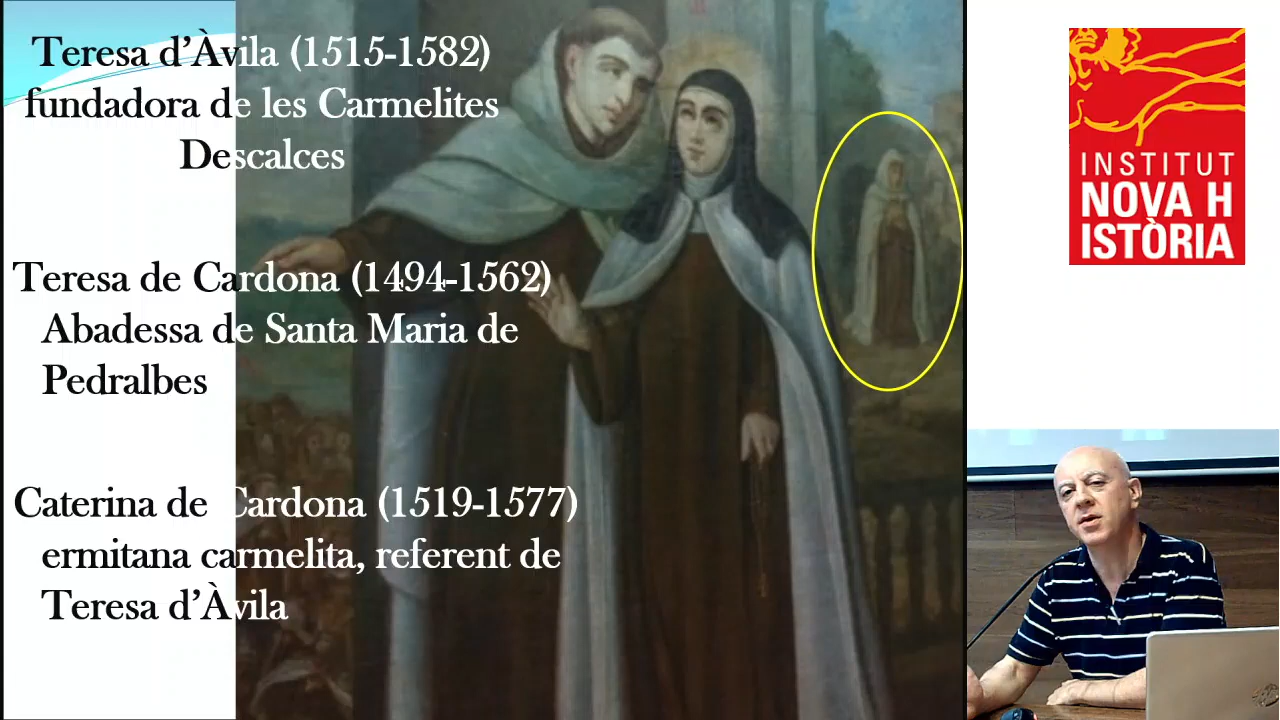 Teresa d’Àvila (1515-1582)
fundadora de les Carmelites
Descalces
Teresa de Cardona (1494-1562)
Abadessa de Santa Maria de
Pedralbes
Caterina de Cardona (1519-1577)
ermitana carmelita, referent de
Teresa d’Àvila
INSTITUT
NOVA H
ISTÒRIA